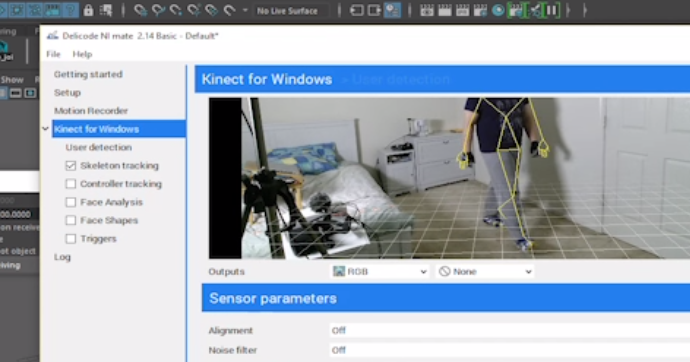 No Live Surface
Delicode NI mate 2.14 Basic - Default*
File Help
Getting started
Setup
Motion Recorder
Kinect for Windows
User detection
Skeleton tracking
Controller tracking
Face Analysis
Face Shapes
Triggers
Log
Kinect for Windows » User detection
Outputs RGB None
Sensor parameters
Alignment Off
Noise filter Off
Show
00.0000
on receive
ot object
iving